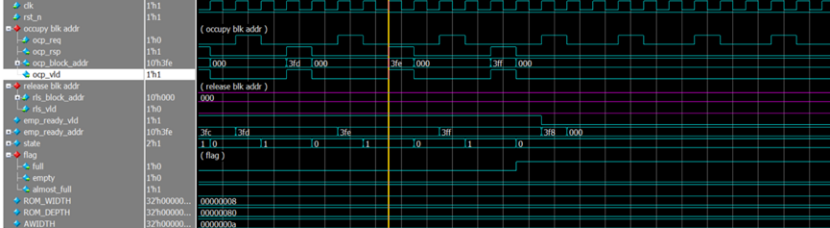 clk 1'h1
rst_n 1'h1
occupy blk addr ( occupy blk addr )
ocp_req 1'h0
ocp_rsp 1'h1
ocp_block_addr 10'h3fe 000 3fd 000 3fe 000 3ff 000
ocp_vld 1'h1
release blk addr ( release blk addr )
rls_block_addr 10'h000 000
rls_vld 1'h0
emp_ready_vld 1'h1
emp_ready_addr 10'h3fe 3fc 3fd 3fe 3ff 3f8 000
state 2'h1 1 0 1 0 1 0 1 0
flag ( flag )
full 1'h0
empty 1'h0
almost_full 1'h1
ROM_WIDTH 32'h00000... 00000008
ROM_DEPTH 32'h00000... 00000080
AWIDTH 32'h00000... 0000000a